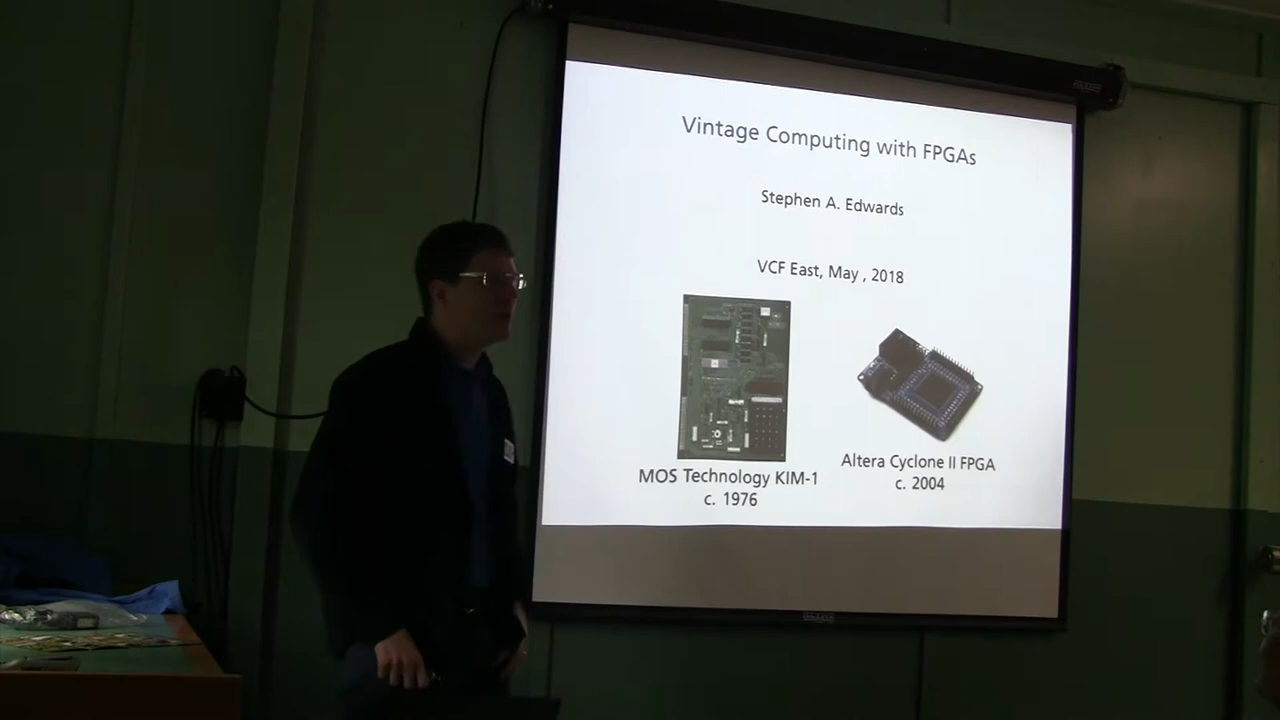 Vintage Computing with FPGAs
Stephen A. Edwards
VCF East, May , 2018
MOS Technology KIM-1
c. 1976
Altera Cyclone II FPGA
c. 2004